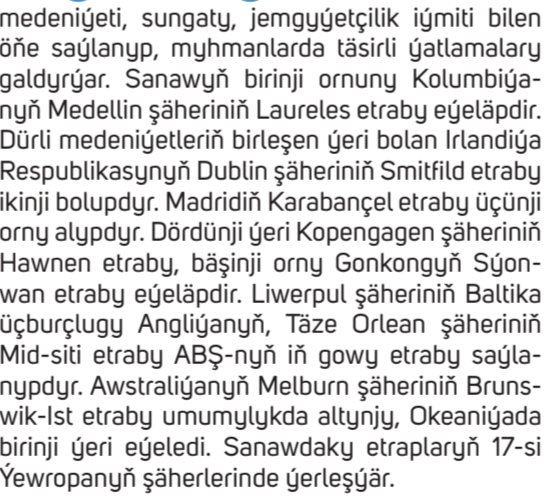 medeniýeti, sungaty, jemgyýetçilik iýmiti bilen
öňe saýlanyp, myhmanlarda täsirli ýatlamalary
galdyrýar. Sanawyň birinji ornuny Kolumbiýa-
nyň Medellin şäheriniň Laureles etraby eýeläpdir.
Dürli medeniýetleriň birleşen ýeri bolan Irlandiýa
Respublikasynyň Dublin şäheriniň Smitfild etraby
ikinji bolupdyr. Madridiň Karabançel etraby üçünji
orny alypdyr. Dördünji ýeri Kopengagen şäheriniň
Hawnen etraby, bäşinji orny Gonkongyň Sýon-
wan etraby eýeläpdir. Liwerpul şäheriniň Baltika
üçburçlugy Angliýanyň, Täze Orlean şäheriniň
Mid-siti etraby ABŞ-nyň iň gowy etraby saýla-
nypdyr. Awstraliýanyň Melburn şäheriniň Bruns-
wik-Ist etraby umumylykda altynjy, Okeaniýada
birinji ýeri eýeledi. Sanawdaky etraplaryň 17-si
Ýewropanyň şäherlerinde ýerleşýär.